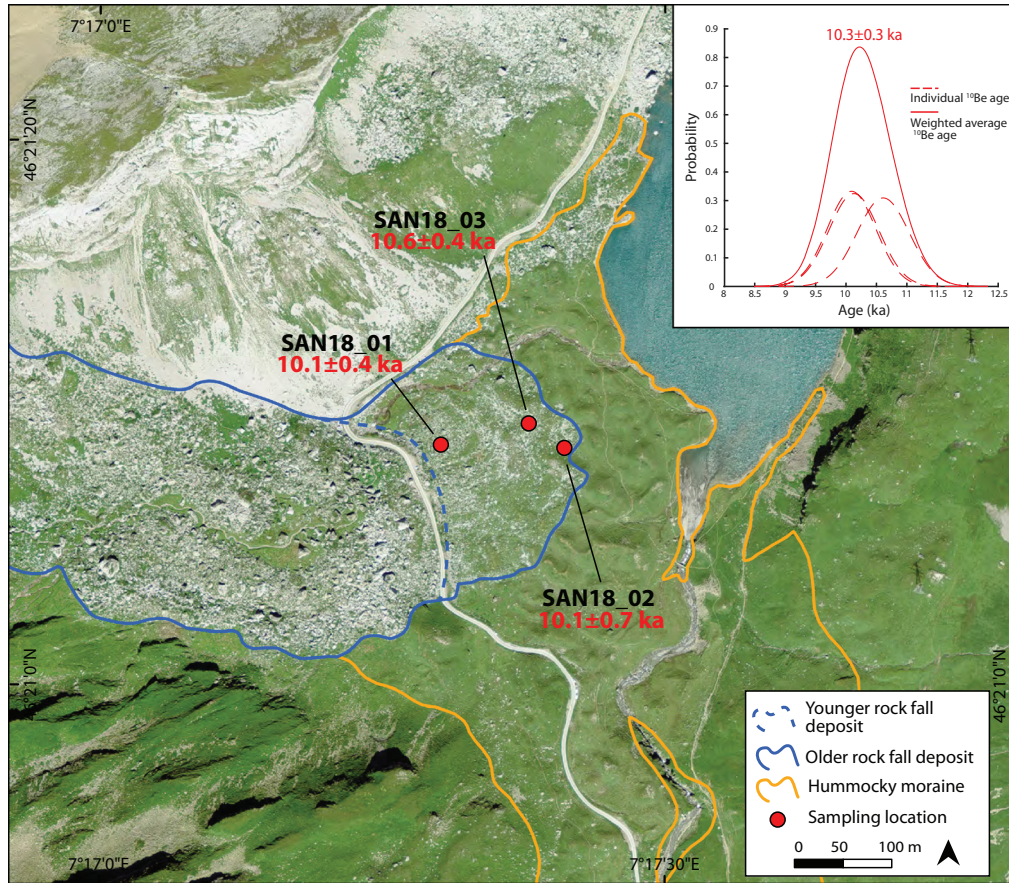 7°17'0"E
46°21'20"N
10.3±0.3 ka
0.9
0.8
0.7
0.6
0.5
0.4
0.3
0.2
0.1
0
Probability
Individual ¹⁰Be age
Weighted average
¹⁰Be age
8
8.5
9
9.5
10
10.5
11
11.5
12
12.5
Age (ka)
SAN18_03
10.6±0.4 ka
SAN18_01
10.1±0.4 ka
SAN18_02
10.1±0.7 ka
46°21'0"N
46°21'0"N
Younger rock fall
deposit
Older rock fall deposit
Hummocky moraine
Sampling location
0 50 100 m
7°17'0"E
7°17'30"E